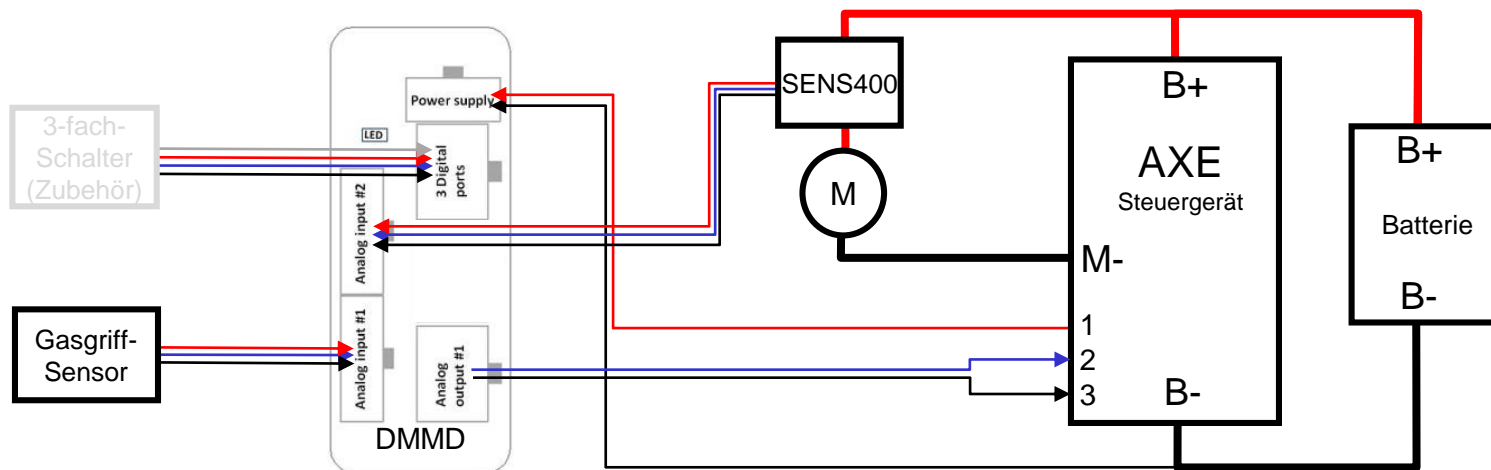 3-fach-
Schalter
(Zubehör)
Gasgriff-
Sensor
Power supply
LED
3 Digital
ports
Analog input #2
Analog input #1
Analog
output #1
DMMD
SENS400
M
B+
AXE
Steuergerät
M-
1
2
3
B-
B+
Batterie
B-